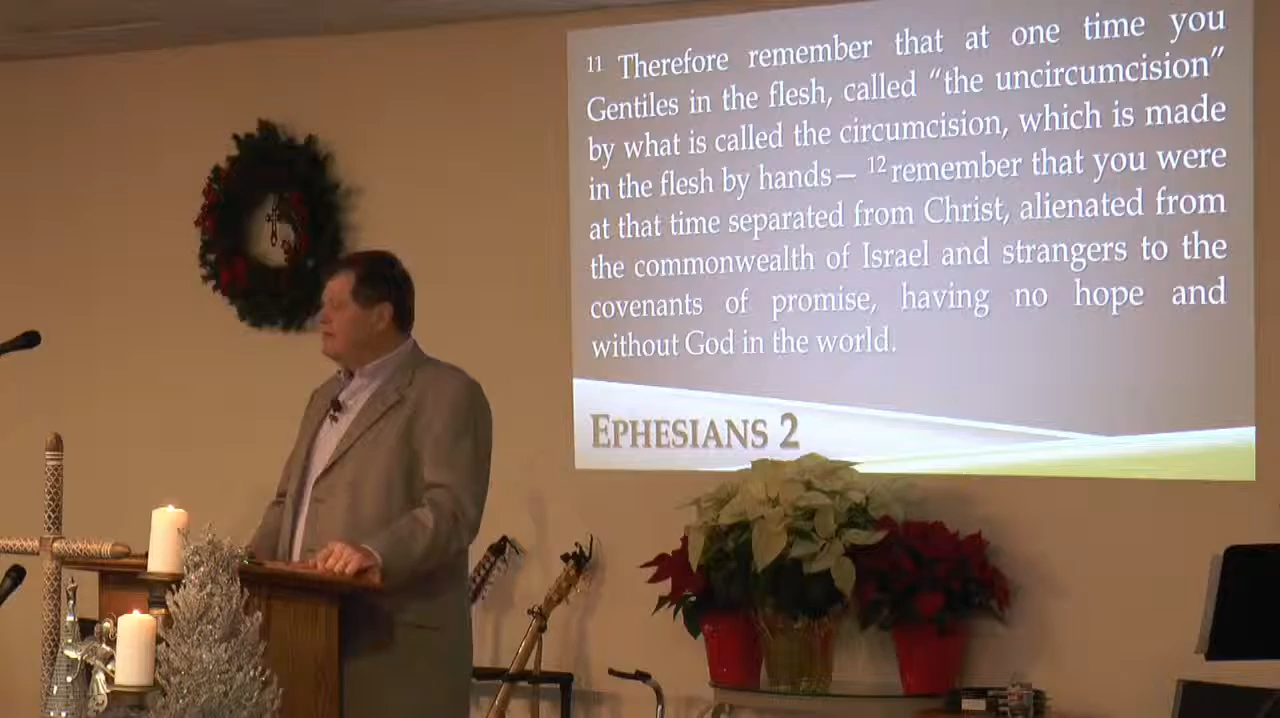 11 Therefore remember that at one time you
Gentiles in the flesh, called “the uncircumcision”
by what is called the circumcision, which is made
in the flesh by hands— 12 remember that you were
at that time separated from Christ, alienated from
the commonwealth of Israel and strangers to the
covenants of promise, having no hope and
without God in the world.
EPHESIANS 2